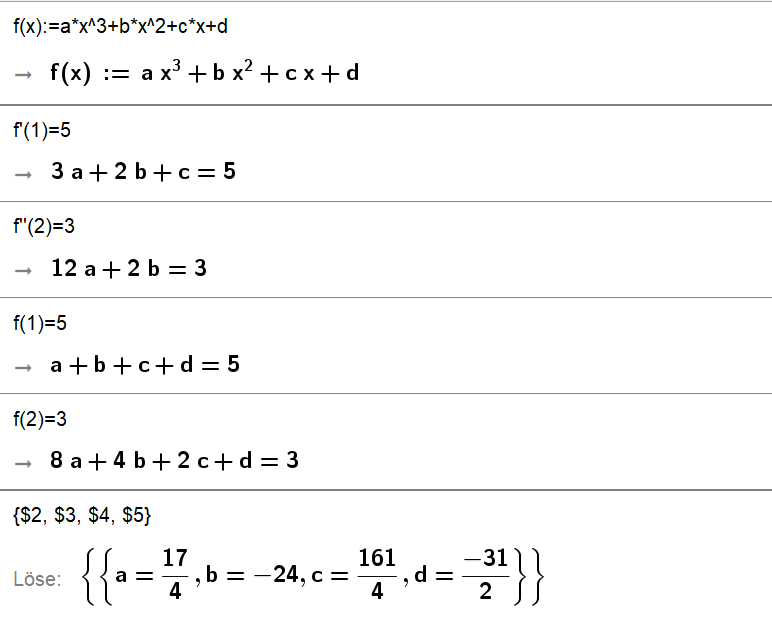 f(x):=a*x^3+b*x^2+c*x+d
→ f(x) := a x³ + b x² + c x + d
f'(1)=5
→ 3 a + 2 b + c = 5
f''(2)=3
→ 12 a + 2 b = 3
f(1)=5
→ a + b + c + d = 5
f(2)=3
→ 8 a + 4 b + 2 c + d = 3
{$2, $3, $4, $5}
Löse: {{a = 17/4, b = −24, c = 161/4, d = −31/2}}